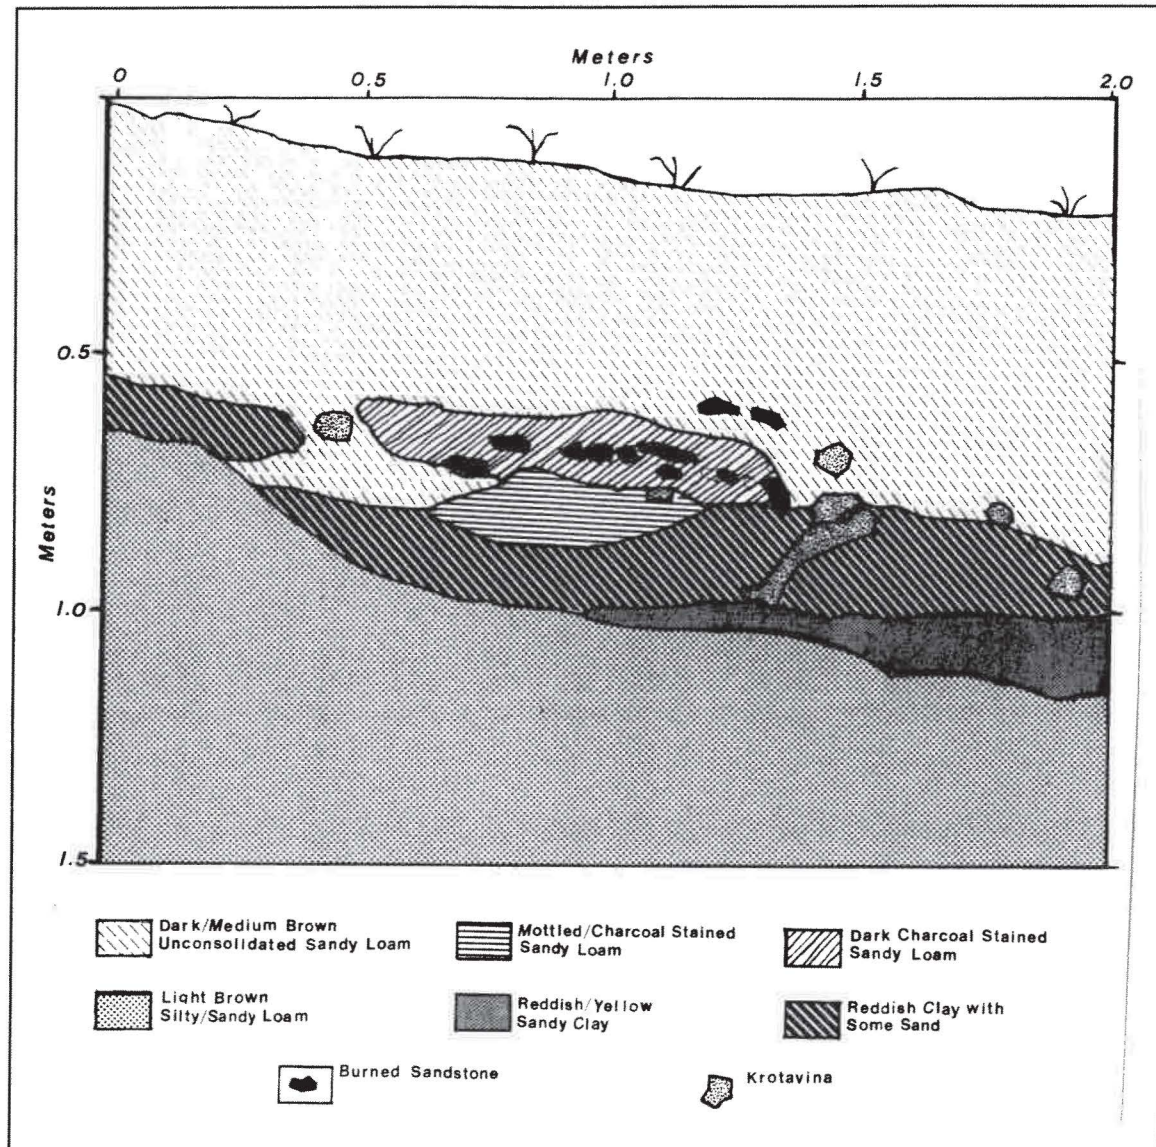 Meters
0 0.5 1.0 1.5 2.0
0.5
Meters
1.0
1.5
Dark/Medium Brown
Unconsolidated Sandy Loam
Mottled/Charcoal Stained
Sandy Loam
Dark Charcoal Stained
Sandy Loam
Light Brown
Silty/Sandy Loam
Reddish/Yellow
Sandy Clay
Reddish Clay with
Some Sand
Burned Sandstone
Krotavina